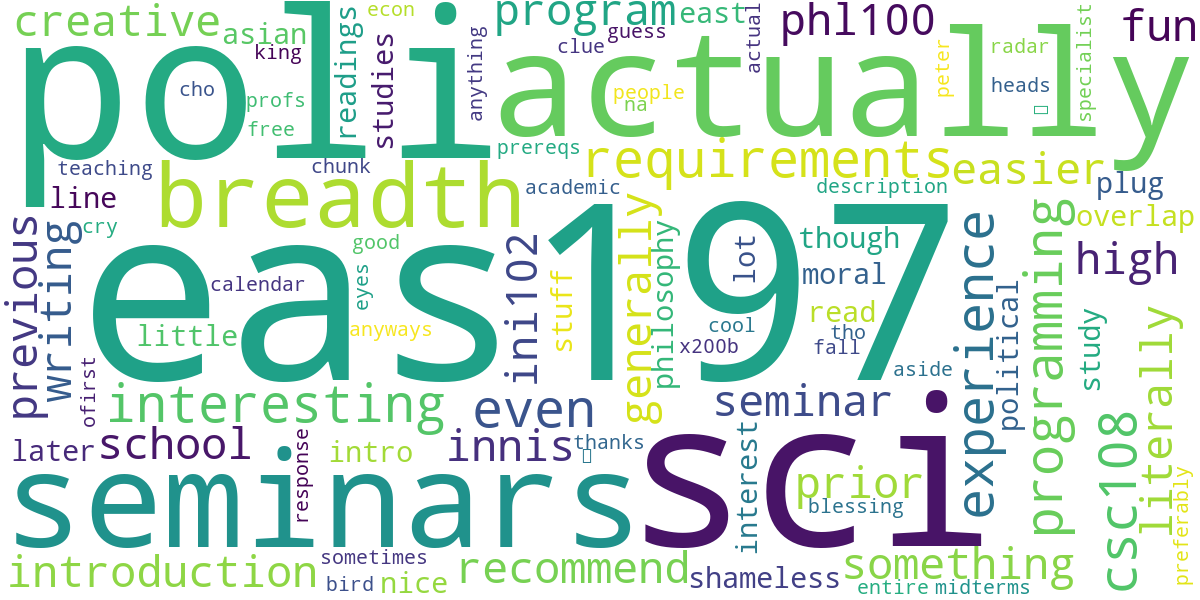 creative
asian
king
econ
program
east
phl100
fun
poli
actually
cho
profs
free
readings
studies
anything
clue
guess
actual
people
na
peter
radar
heads
specialist
prereqs
teaching
chunk
line
breadth
academic
requirements
description
easier
plug
overlap
cry
previous
writing
eas197
good
eyes
calendar
little
anyways
ini102
stuff
generally
philosophy
lot
though
moral
read
cool
tho
x200b
fall
aside
experience
political
programming
high
study
literally
ofirst
interesting
even
seminar
later
school
response
intro
innis
thanks
seminars
sci
interest
prior
blessing
csc108
preferably
introduction
sometimes
bird
nice
recommend
shameless
something
entire
midterms